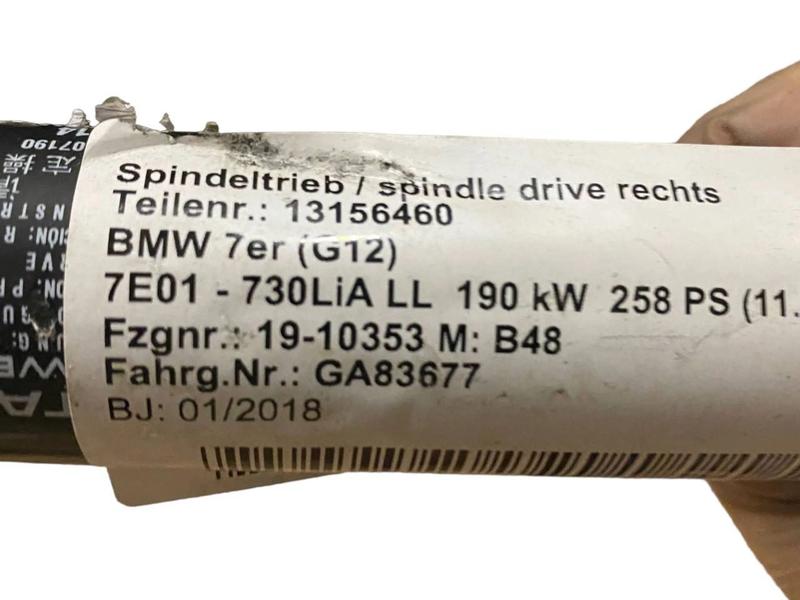 Spindeltrieb / spindle drive rechts
Teilenr.: 13156460
BMW 7er (G12)
7E01 - 730LiA LL 190 kW 258 PS (11.
Fzgnr.: 19-10353 M: B48
Fahrg.Nr.: GA83677
BJ: 01/2018
07190